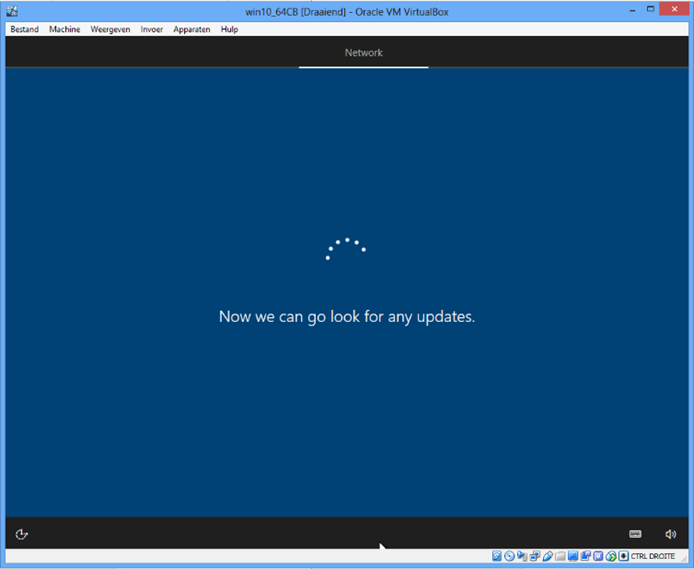 win10_64CB [Draaiend] - Oracle VM VirtualBox
Bestand Machine Weergeven Invoer Apparaten Hulp
Network
Now we can go look for any updates.
CTRL DROITE